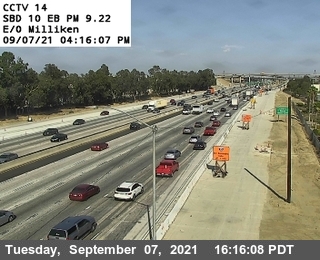 CCTV 14
SBD 10 EB PM 9.22
E/O Milliken
09/07/21 04:16:07 PM
Tuesday, September 07, 2021 16:16:08 PDT